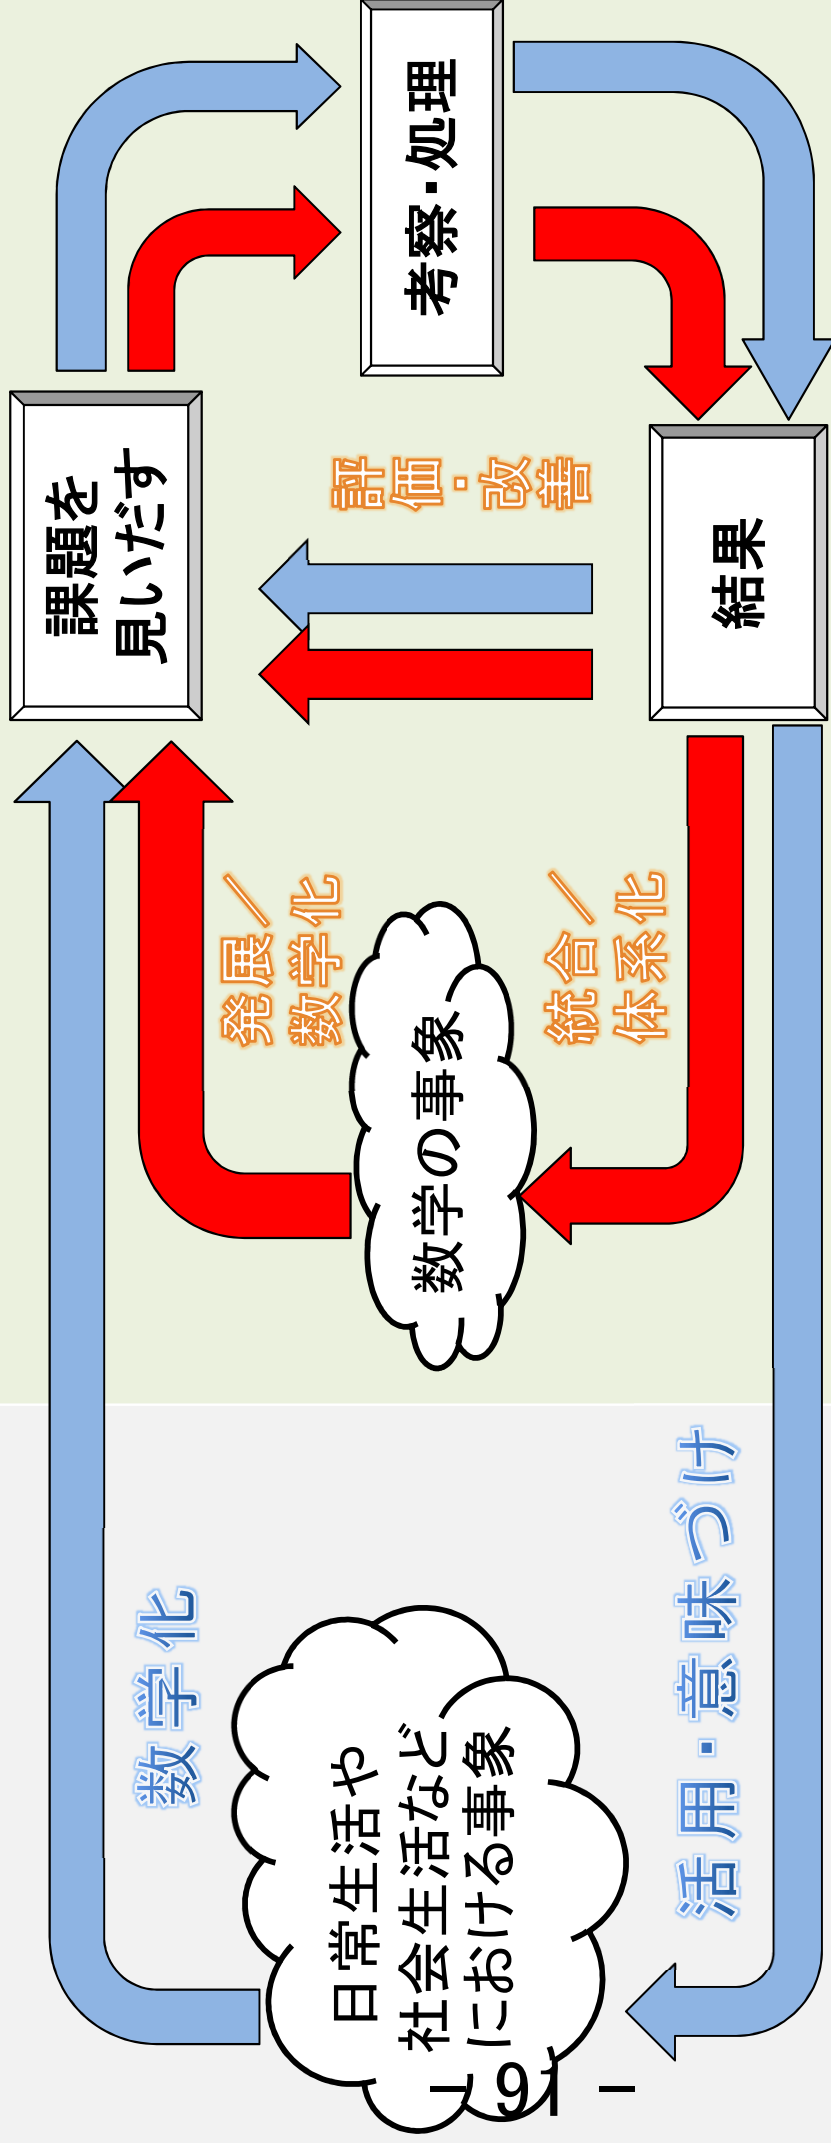 数学化
日常生活や
社会生活など
における事象
活用・意味づけ
発展／
数学化
数学の事象
統合／
体系化
課題を
見いだす
評価・改善
結果
考察・処理
－ 91 －